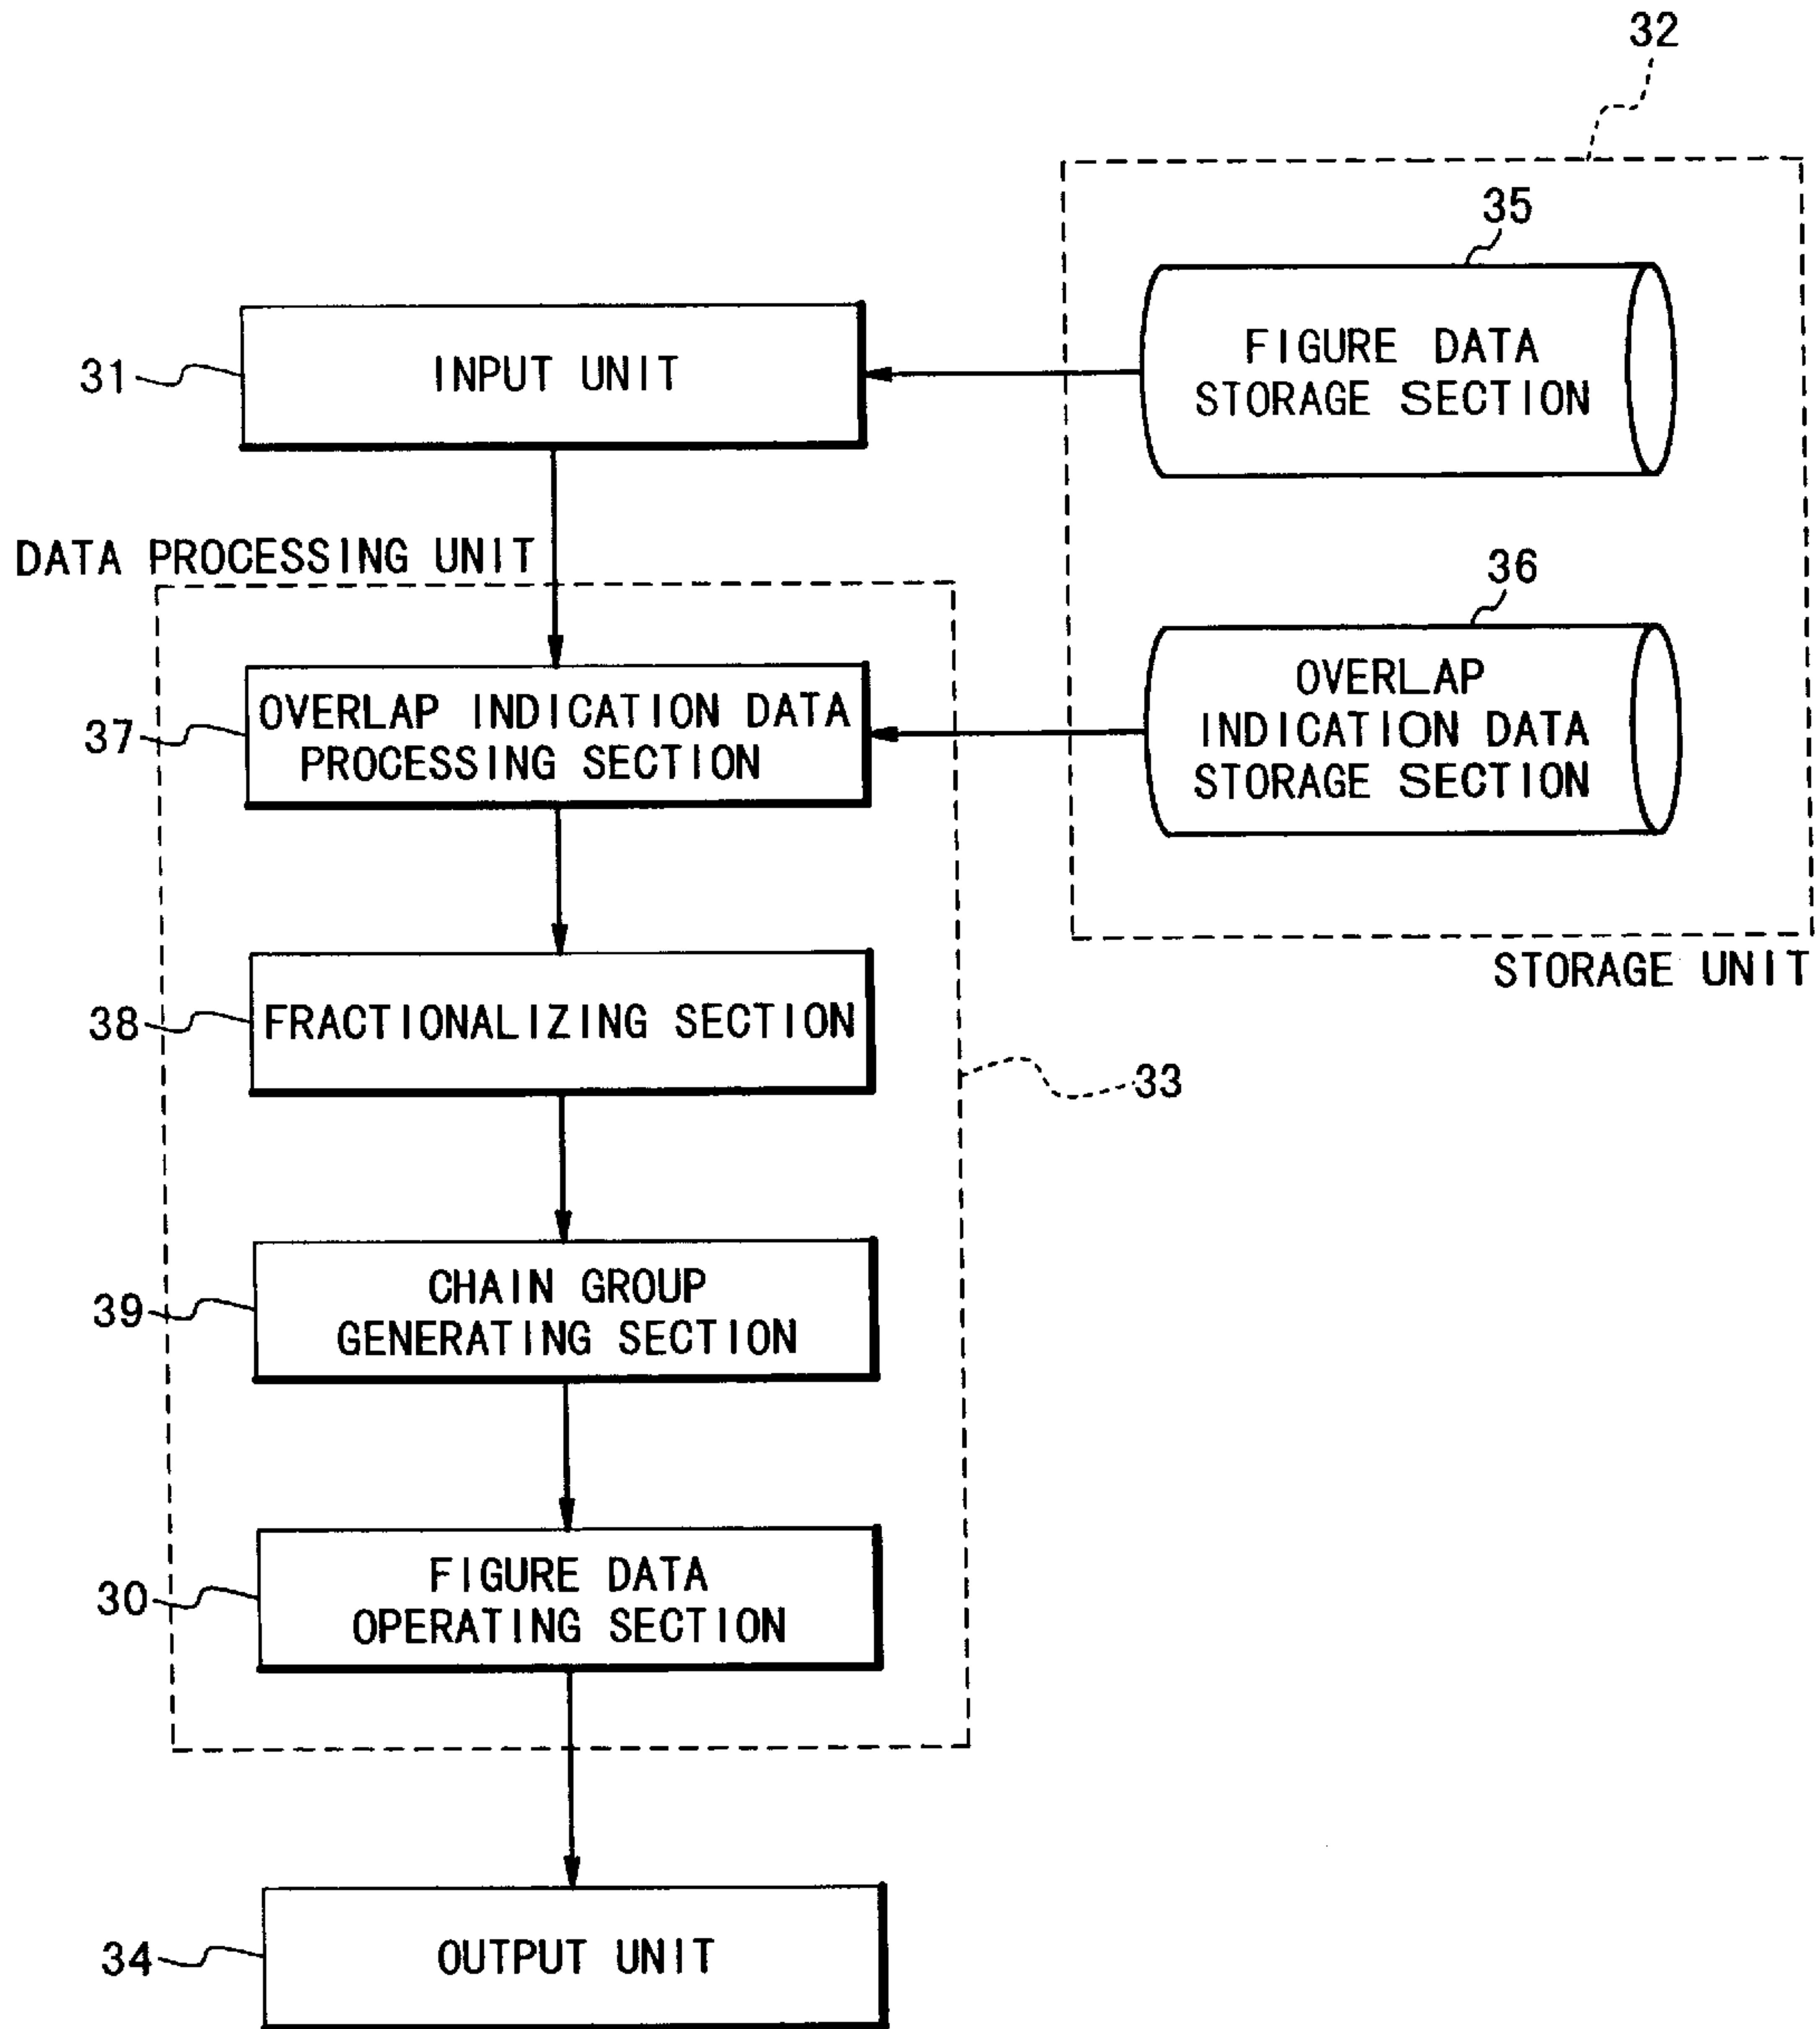 32
35
FIGURE DATA
STORAGE SECTION
31
INPUT UNIT
DATA PROCESSING UNIT
36
OVERLAP
INDICATION DATA
STORAGE SECTION
37
OVERLAP INDICATION DATA
PROCESSING SECTION
STORAGE UNIT
38
FRACTIONALIZING SECTION
33
39
CHAIN GROUP
GENERATING SECTION
30
FIGURE DATA
OPERATING SECTION
34
OUTPUT UNIT